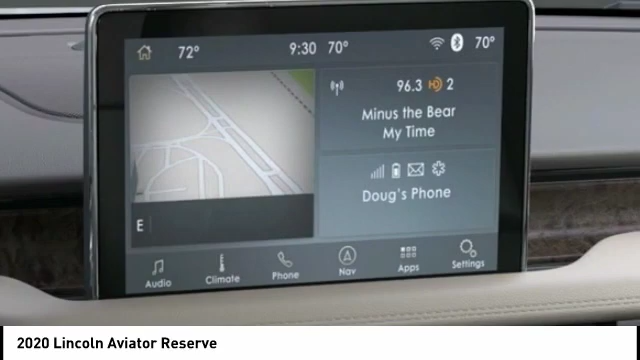 72° 9:30 70° 70°
96.3 HD 2
Minus the Bear
My Time
Doug's Phone
E
Audio Climate Phone Nav Apps Settings
2020 Lincoln Aviator Reserve